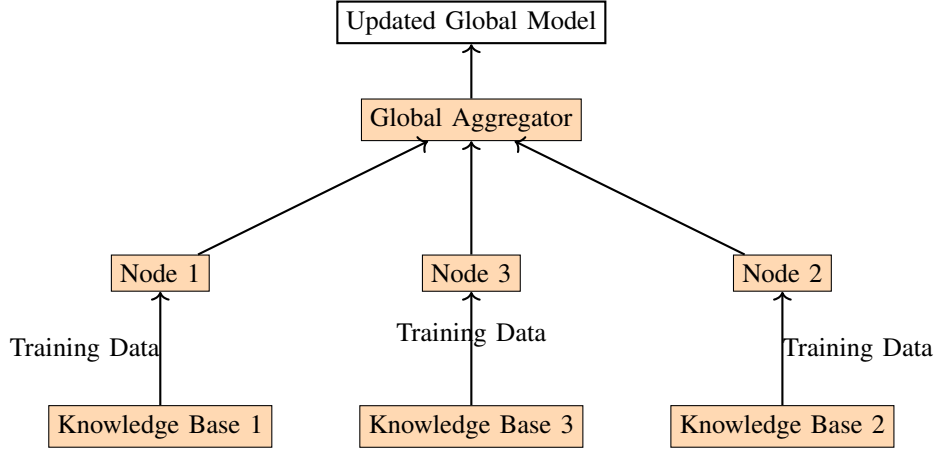 Updated Global Model
Global Aggregator
Node 1
Node 3
Node 2
Training Data
Training Data
Training Data
Knowledge Base 1
Knowledge Base 3
Knowledge Base 2